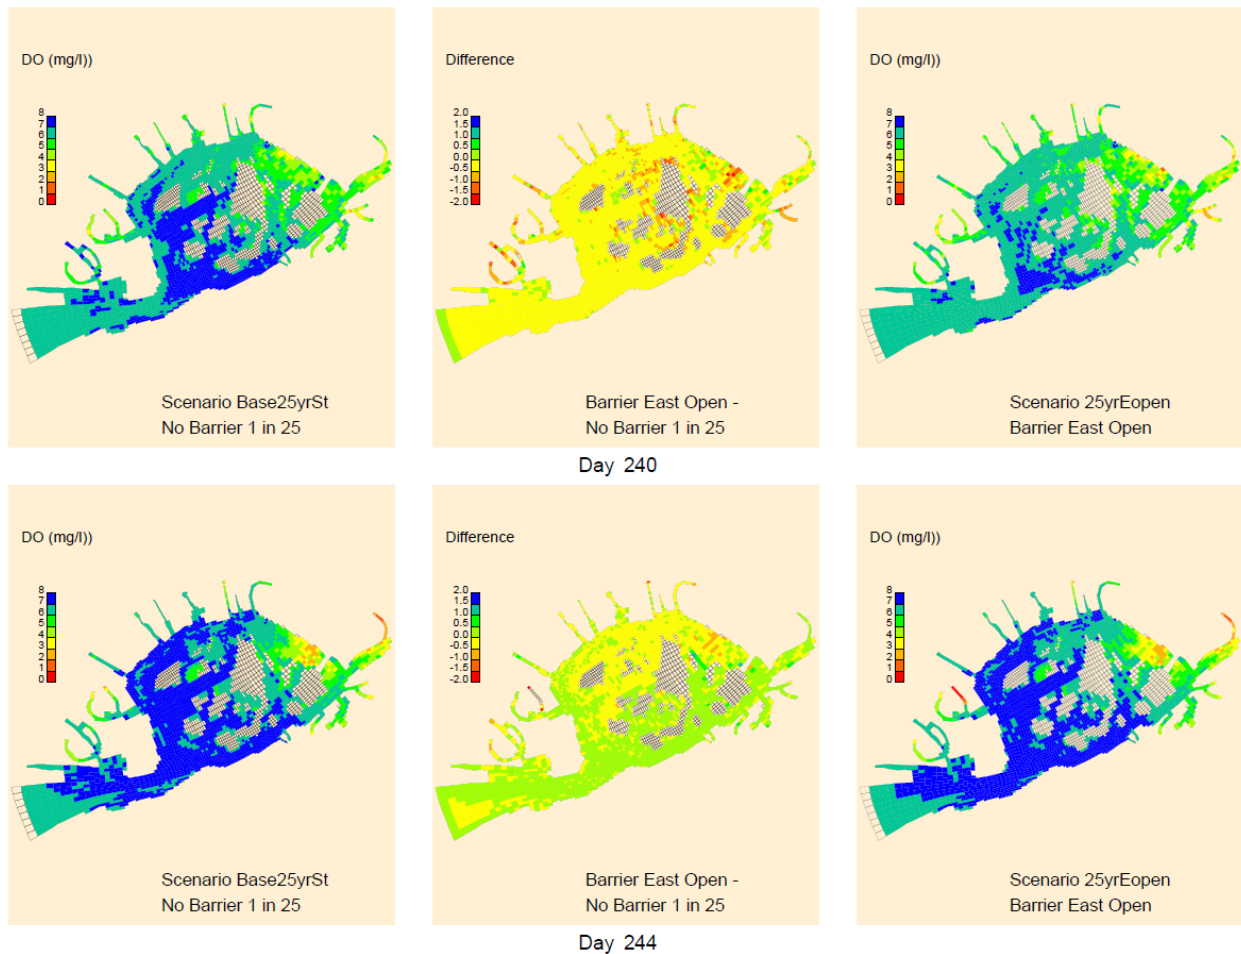 DO (mg/l))
8
7
6
5
4
3
2
1
0
Scenario Base25yrSt
No Barrier 1 in 25
Difference
2.0
1.5
1.0
0.5
0.0
-0.5
-1.0
-1.5
-2.0
Barrier East Open -
No Barrier 1 in 25
DO (mg/l))
8
7
6
5
4
3
2
1
0
Scenario 25yrEopen
Barrier East Open
Day 240
DO (mg/l))
8
7
6
5
4
3
2
1
0
Scenario Base25yrSt
No Barrier 1 in 25
Difference
2.0
1.5
1.0
0.5
0.0
-0.5
-1.0
-1.5
-2.0
Barrier East Open -
No Barrier 1 in 25
DO (mg/l))
8
7
6
5
4
3
2
1
0
Scenario 25yrEopen
Barrier East Open
Day 244